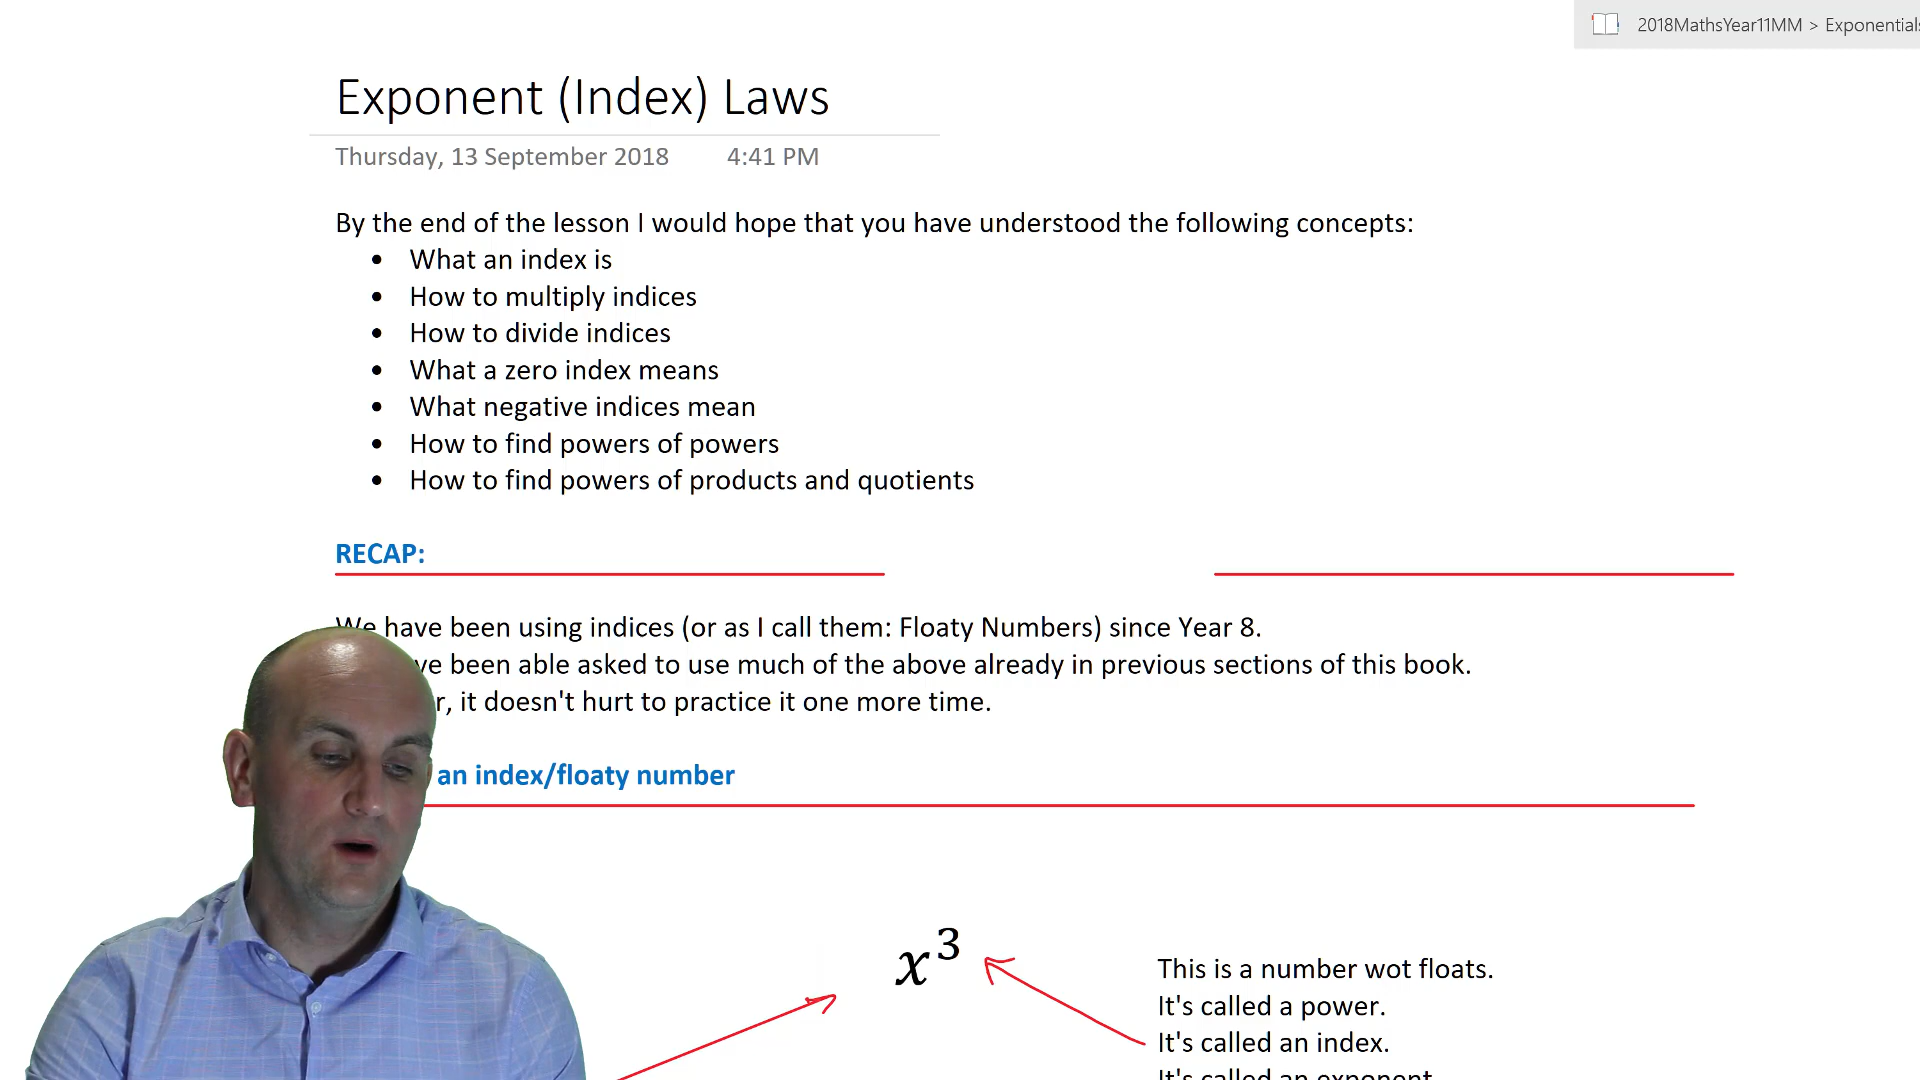 2018MathsYear11MM > Exponentials
Exponent (Index) Laws
Thursday, 13 September 2018 4:41 PM
By the end of the lesson I would hope that you have understood the following concepts:
• What an index is
• How to multiply indices
• How to divide indices
• What a zero index means
• What negative indices mean
• How to find powers of powers
• How to find powers of products and quotients
RECAP:
We have been using indices (or as I call them: Floaty Numbers) since Year 8.
ve been able asked to use much of the above already in previous sections of this book.
r, it doesn't hurt to practice it one more time.
an index/floaty number
x³
This is a number wot floats.
It's called a power.
It's called an index.
It's called an exponent